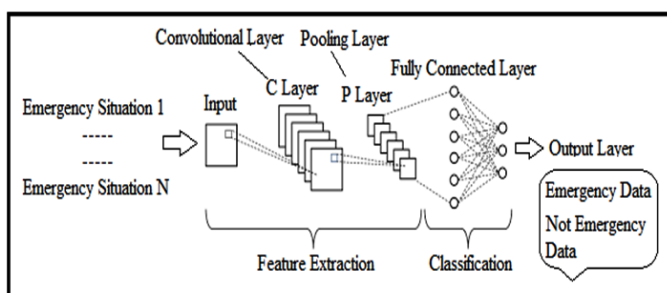 Convolutional Layer
Pooling Layer
Fully Connected Layer
C Layer
P Layer
Input
Emergency Situation 1
-----
-----
Emergency Situation N
Output Layer
Emergency Data
Not Emergency
Data
Feature Extraction
Classification